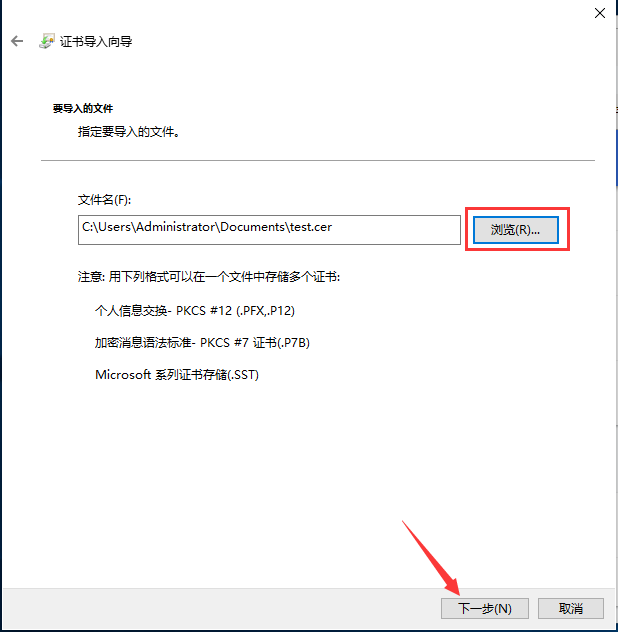 证书导入向导
要导入的文件
指定要导入的文件。
文件名(F):
C:\Users\Administrator\Documents\test.cer
浏览(R)...
注意: 用下列格式可以在一个文件中存储多个证书:
个人信息交换- PKCS #12 (.PFX,.P12)
加密消息语法标准- PKCS #7 证书(.P7B)
Microsoft 系列证书存储(.SST)
下一步(N)
取消